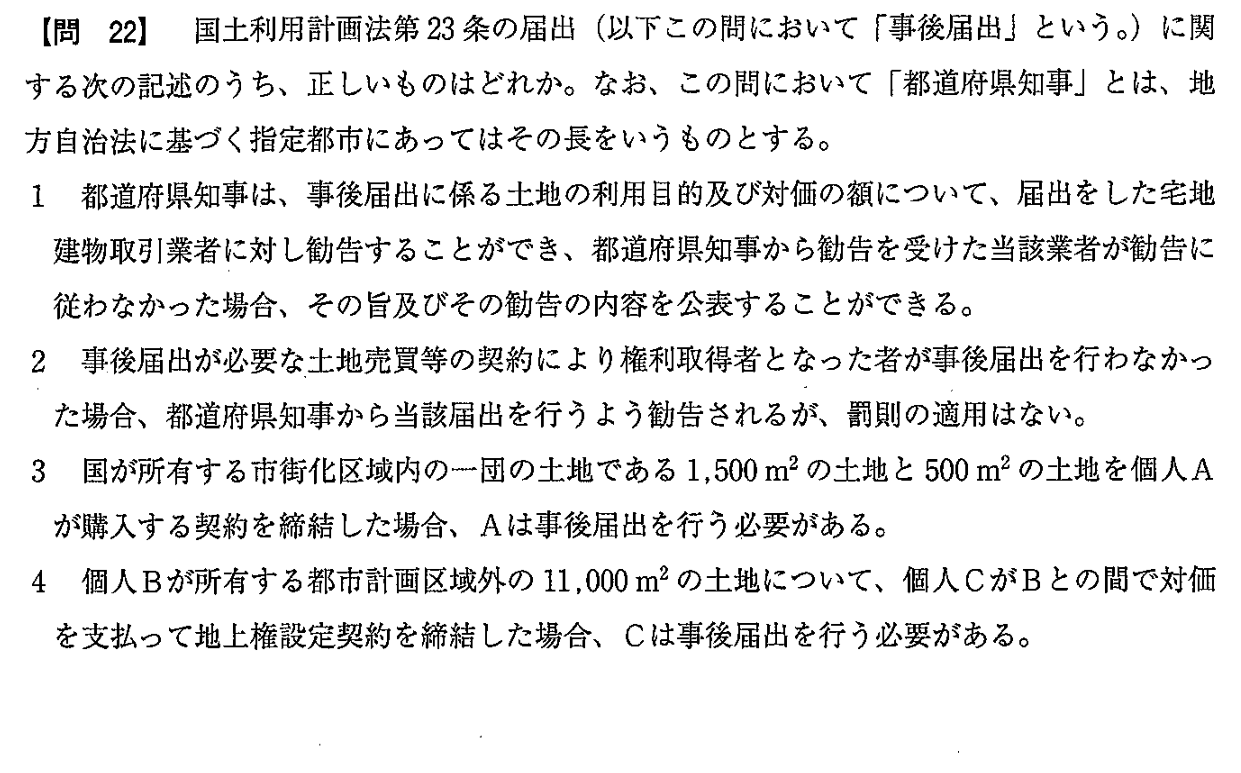 【問　22】　国土利用計画法第 23 条の届出（以下この問において「事後届出」という。）に関
する次の記述のうち、正しいものはどれか。なお、この問において「都道府県知事」とは、地
方自治法に基づく指定都市にあってはその長をいうものとする。
1　都道府県知事は、事後届出に係る土地の利用目的及び対価の額について、届出をした宅地
建物取引業者に対し勧告することができ、都道府県知事から勧告を受けた当該業者が勧告に
従わなかった場合、その旨及びその勧告の内容を公表することができる。
2　事後届出が必要な土地売買等の契約により権利取得者となった者が事後届出を行わなかっ
た場合、都道府県知事から当該届出を行うよう勧告されるが、罰則の適用はない。
3　国が所有する市街化区域内の一団の土地である 1,500 m² の土地と 500 m² の土地を個人A
が購入する契約を締結した場合、Aは事後届出を行う必要がある。
4　個人Bが所有する都市計画区域外の 11,000 m² の土地について、個人CがBとの間で対価
を支払って地上権設定契約を締結した場合、Cは事後届出を行う必要がある。